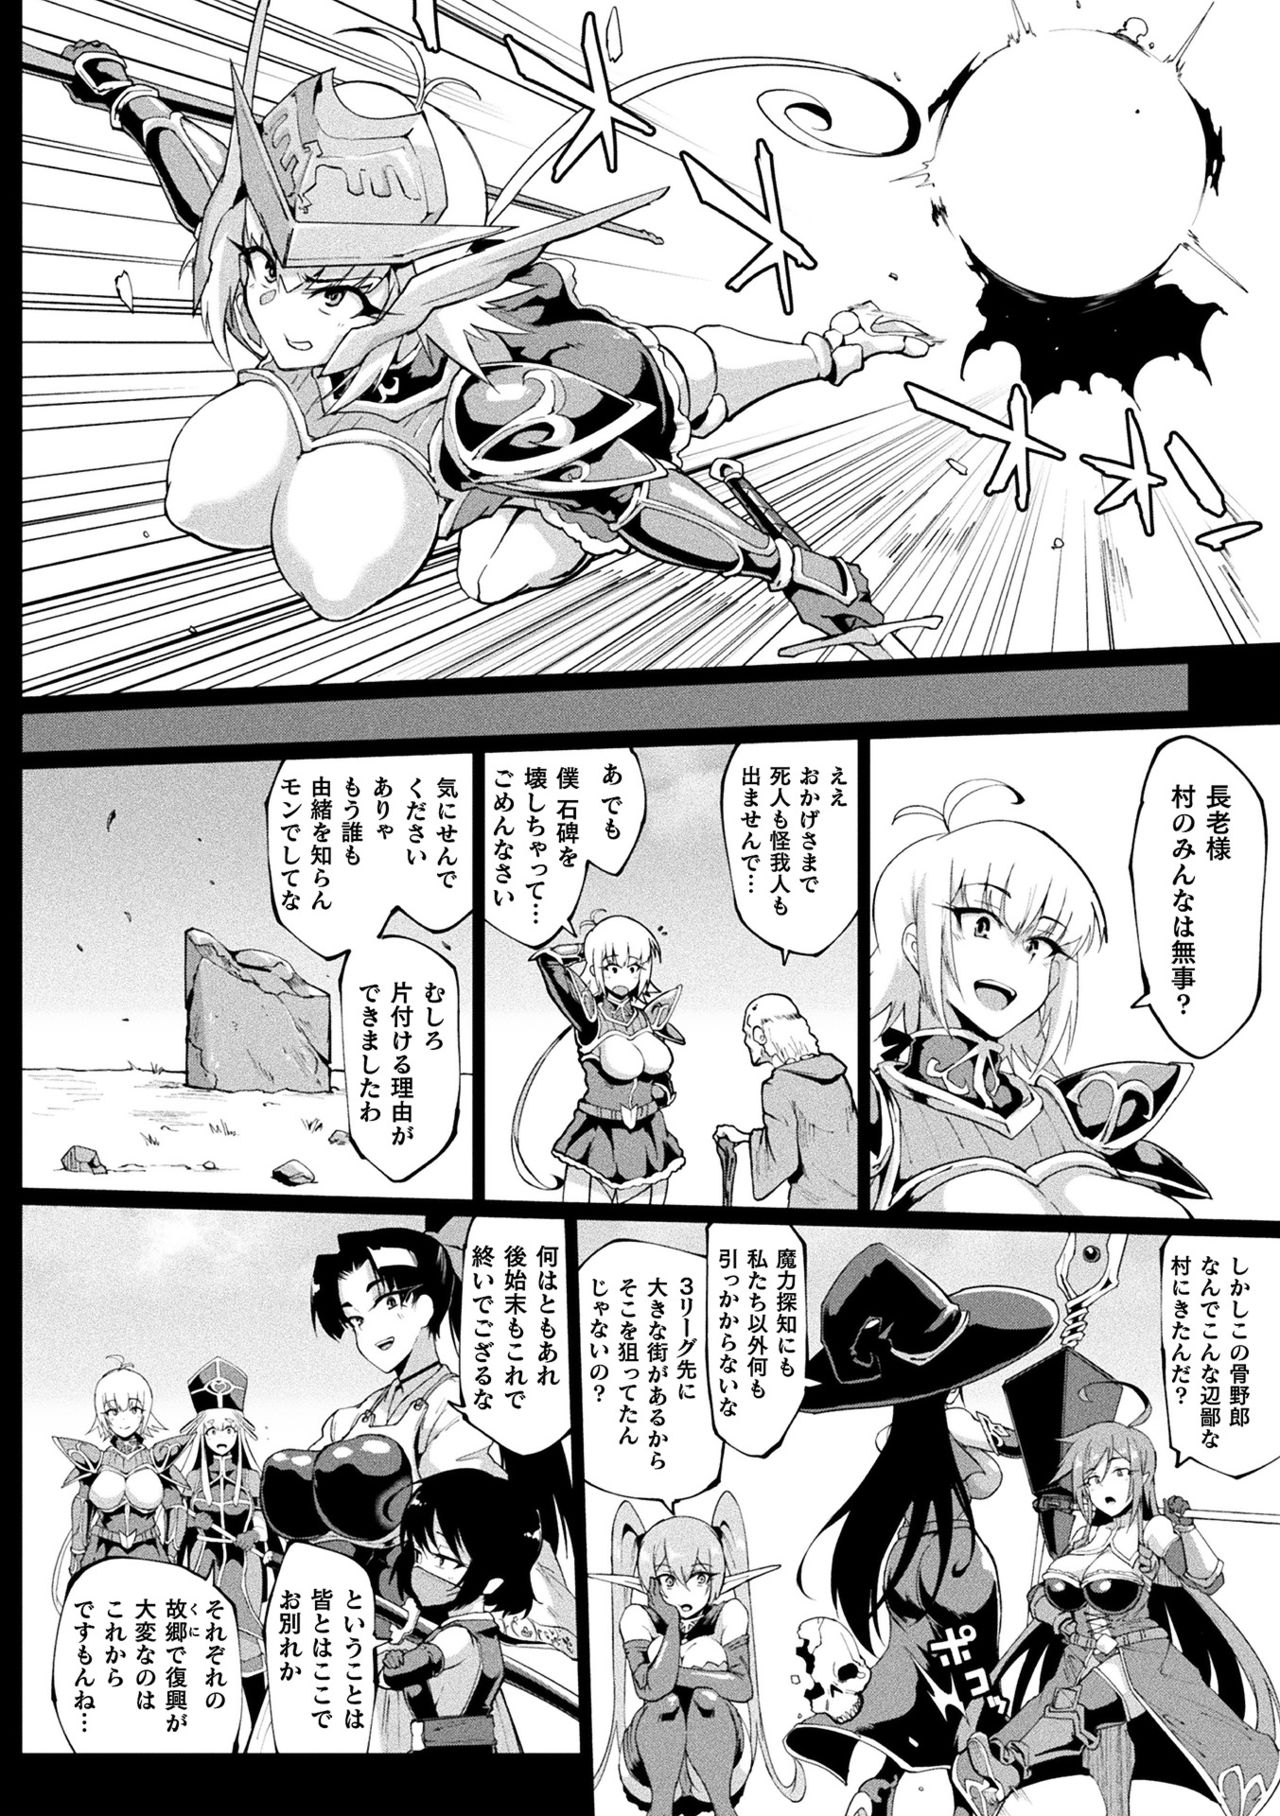 長老様
村のみんなは無事?
ええ
おかげさまで
死人も怪我人も
出ませんで…
あ でも
僕 石碑を
壊しちゃって…
ごめんなさい
気にせんで
ください
ありゃ
もう誰も
由緒を知らん
モンでしてな
むしろ
片付ける理由が
できましたわ
しかしこの骨野郎
なんでこんな辺鄙な
村にきたんだ?
ポコッ
魔力探知にも
私たち以外何も
引っかからないな
3リーグ先に
大きな街があるから
そこを狙ってたん
じゃないの?
何はともあれ
後始末もこれで
終いでござるな
ということは
皆とはここで
お別れか
それぞれの
故郷で復興が
くに
大変なのは
これから
ですもんね…